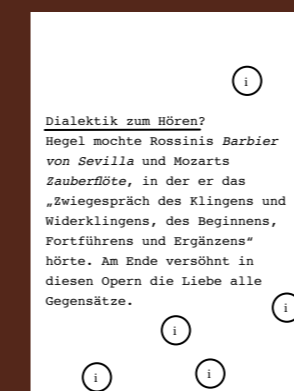 i
Dialektik zum Hören?
Hegel mochte Rossinis Barbier
von Sevilla und Mozarts
Zauberflöte, in der er das
„Zwiegespräch des Klingens und
Widerklingens, des Beginnens,
Fortführens und Ergänzens“
hörte. Am Ende versöhnt in
diesen Opern die Liebe alle
Gegensätze.
i
i
i
i